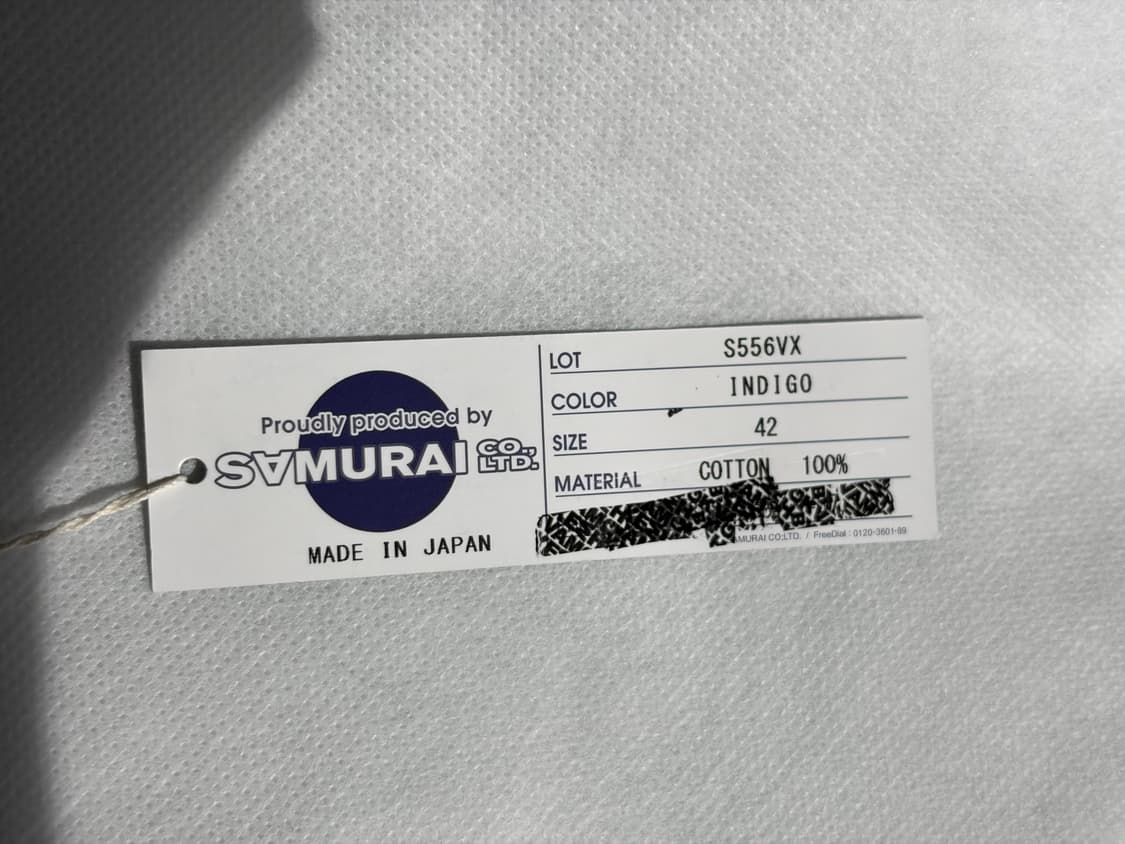 Proudly produced by
SAMURAI CO., LTD.
MADE IN JAPAN
LOT S556VX
COLOR INDIGO
SIZE 42
MATERIAL COTTON 100%
AMURAI CO;LTD. / FreeDial : 0120-3601-89